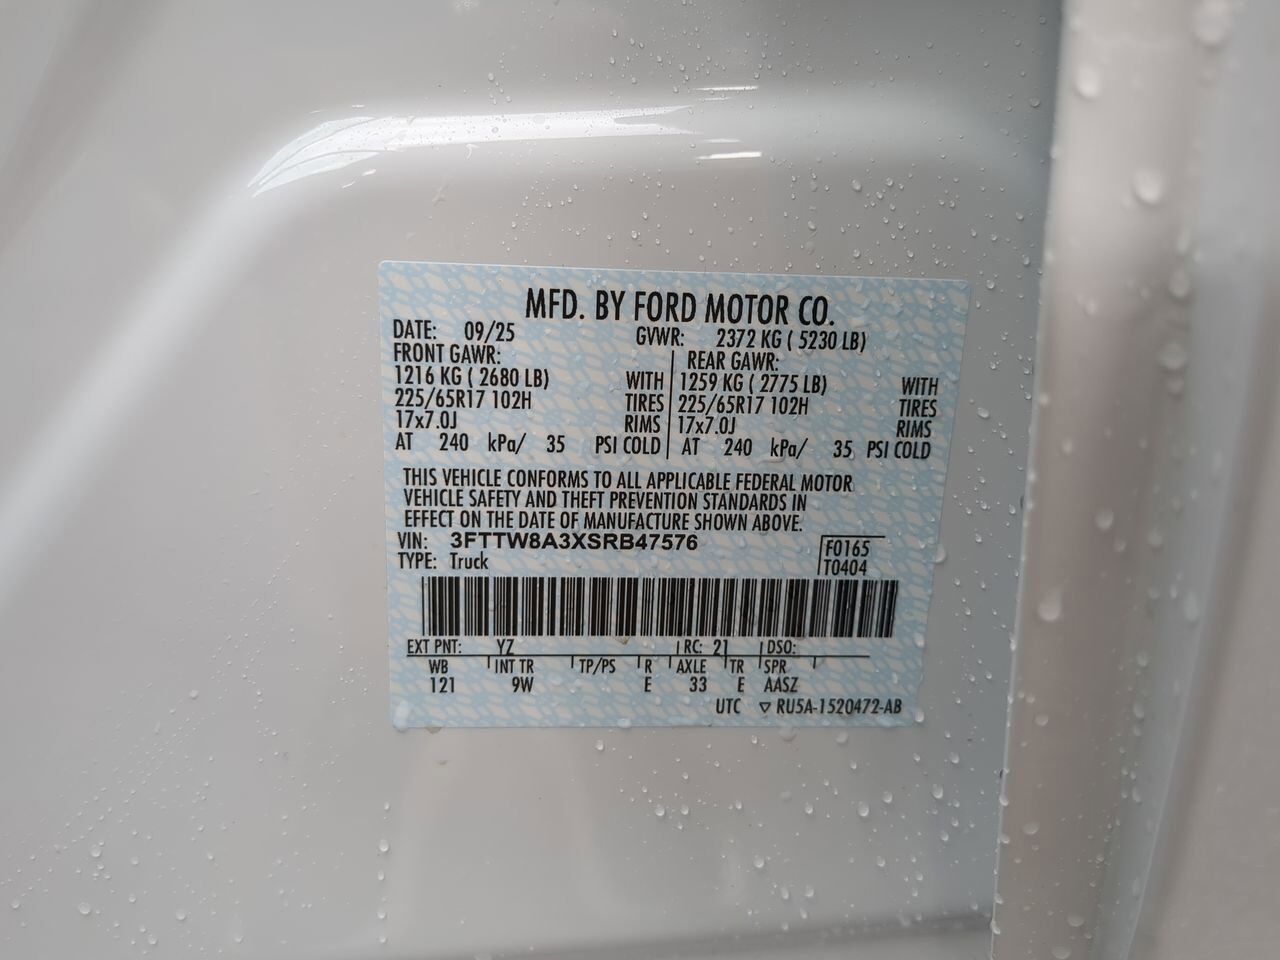 MFD. BY FORD MOTOR CO.
DATE: 09/25 GVWR: 2372 KG ( 5230 LB)
FRONT GAWR: REAR GAWR:
1216 KG ( 2680 LB) WITH 1259 KG ( 2775 LB) WITH
225/65R17 102H TIRES 225/65R17 102H TIRES
17x7.0J RIMS 17x7.0J RIMS
AT 240 kPa/ 35 PSI COLD AT 240 kPa/ 35 PSI COLD
THIS VEHICLE CONFORMS TO ALL APPLICABLE FEDERAL MOTOR
VEHICLE SAFETY AND THEFT PREVENTION STANDARDS IN
EFFECT ON THE DATE OF MANUFACTURE SHOWN ABOVE.
VIN: 3FTTW8A3XSRB47576 F0165
TYPE: Truck T0404
EXT PNT: YZ RC: 21 DSO:
WB INT TR TP/PS R AXLE TR SPR
121 9W E 33 E AASZ
UTC ▽ RU5A-1520472-AB